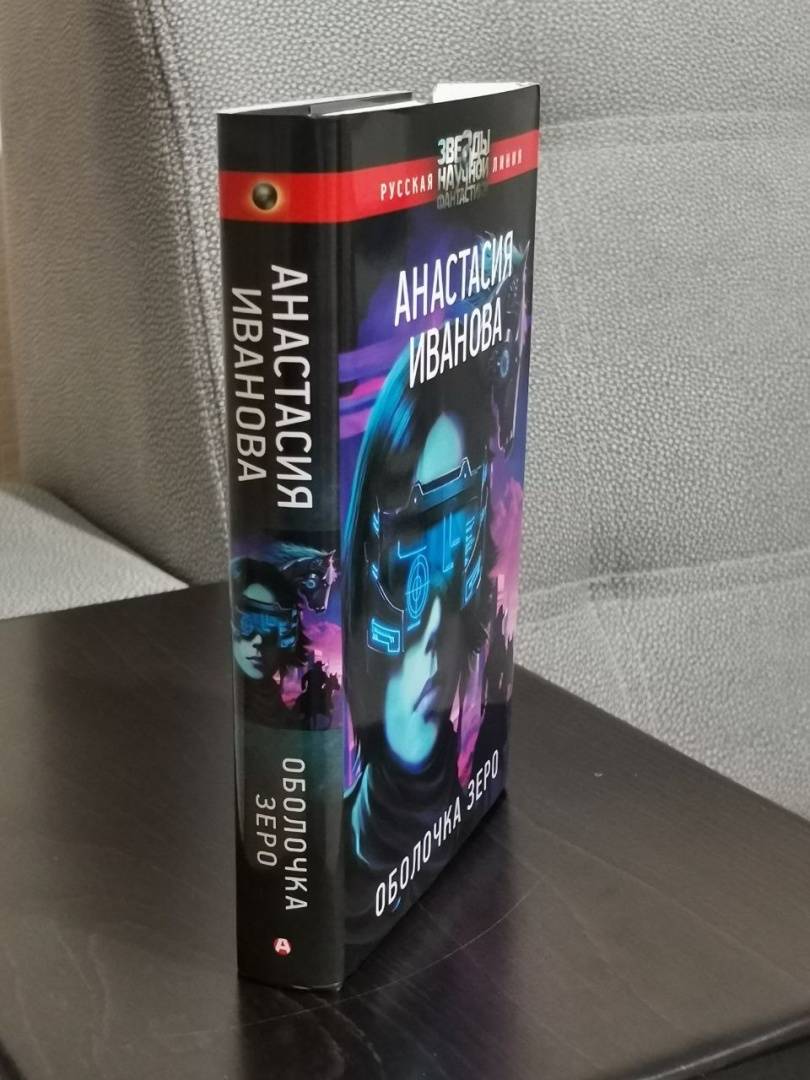 АНАСТАСИЯ
ИВАНОВА
ОБОЛОЧКА
ЗЕРО
А
ЗВЕЗДЫ
НАУЧНОЙ
ФАНТАСТИКИ
РУССКАЯ ЛИНИЯ
АНАСТАСИЯ
ИВАНОВА
ОБОЛОЧКА ЗЕРО